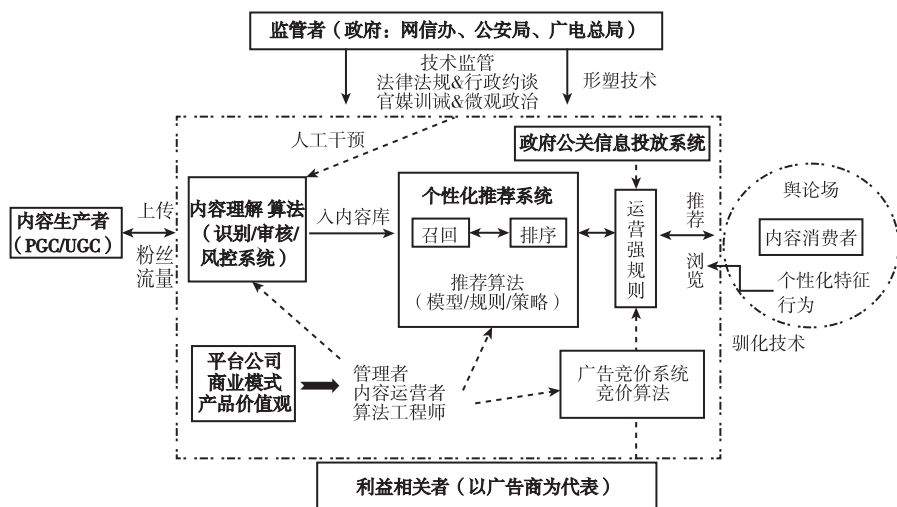 监管者（政府：网信办、公安局、广电总局）
技术监管
法律法规&行政约谈
官媒训诫&微观政治
形塑技术
人工干预
政府公关信息投放系统
内容生产者
（PGC/UGC）
上传
粉丝
流量
内容理解 算法
（识别/审核/
风控系统）
入内容库
个性化推荐系统
召回
排序
推荐算法
（模型/规则/策略）
运营强规则
推荐
浏览
舆论场
内容消费者
个性化特征
行为
驯化技术
平台公司
商业模式
产品价值观
管理者
内容运营者
算法工程师
广告竞价系统
竞价算法
利益相关者（以广告商为代表）